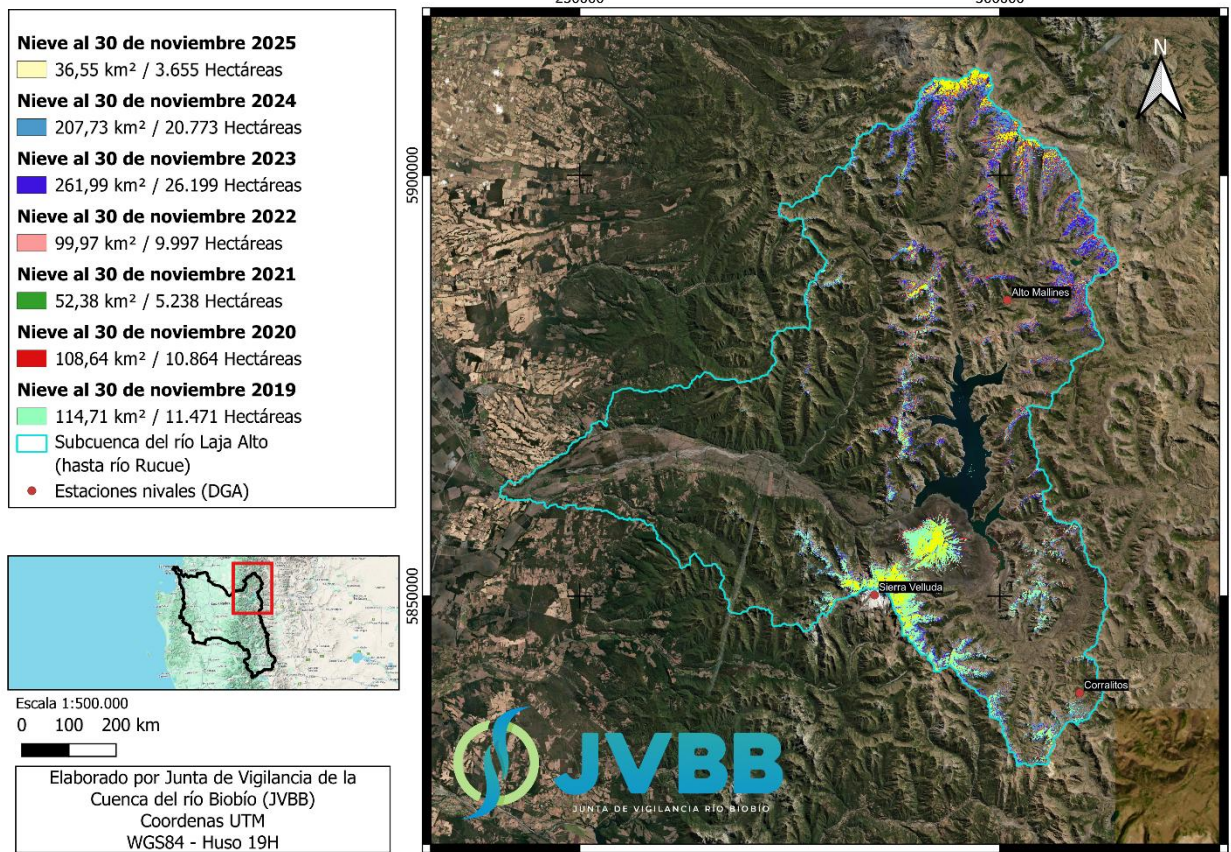 Nieve al 30 de noviembre 2025
36,55 km² / 3.655 Hectáreas
Nieve al 30 de noviembre 2024
207,73 km² / 20.773 Hectáreas
Nieve al 30 de noviembre 2023
261,99 km² / 26.199 Hectáreas
Nieve al 30 de noviembre 2022
99,97 km² / 9.997 Hectáreas
Nieve al 30 de noviembre 2021
52,38 km² / 5.238 Hectáreas
Nieve al 30 de noviembre 2020
108,64 km² / 10.864 Hectáreas
Nieve al 30 de noviembre 2019
114,71 km² / 11.471 Hectáreas
Subcuenca del río Laja Alto
(hasta río Rucue)
Estaciones nivales (DGA)
Escala 1:500.000
0 100 200 km
Elaborado por Junta de Vigilancia de la
Cuenca del río Biobío (JVBB)
Coordenas UTM
WGS84 - Huso 19H
N
5900000
5850000
Alto Mallines
Sierra Velluda
Corralitos
JVBB
JUNTA DE VIGILANCIA RÍO BIOBÍO